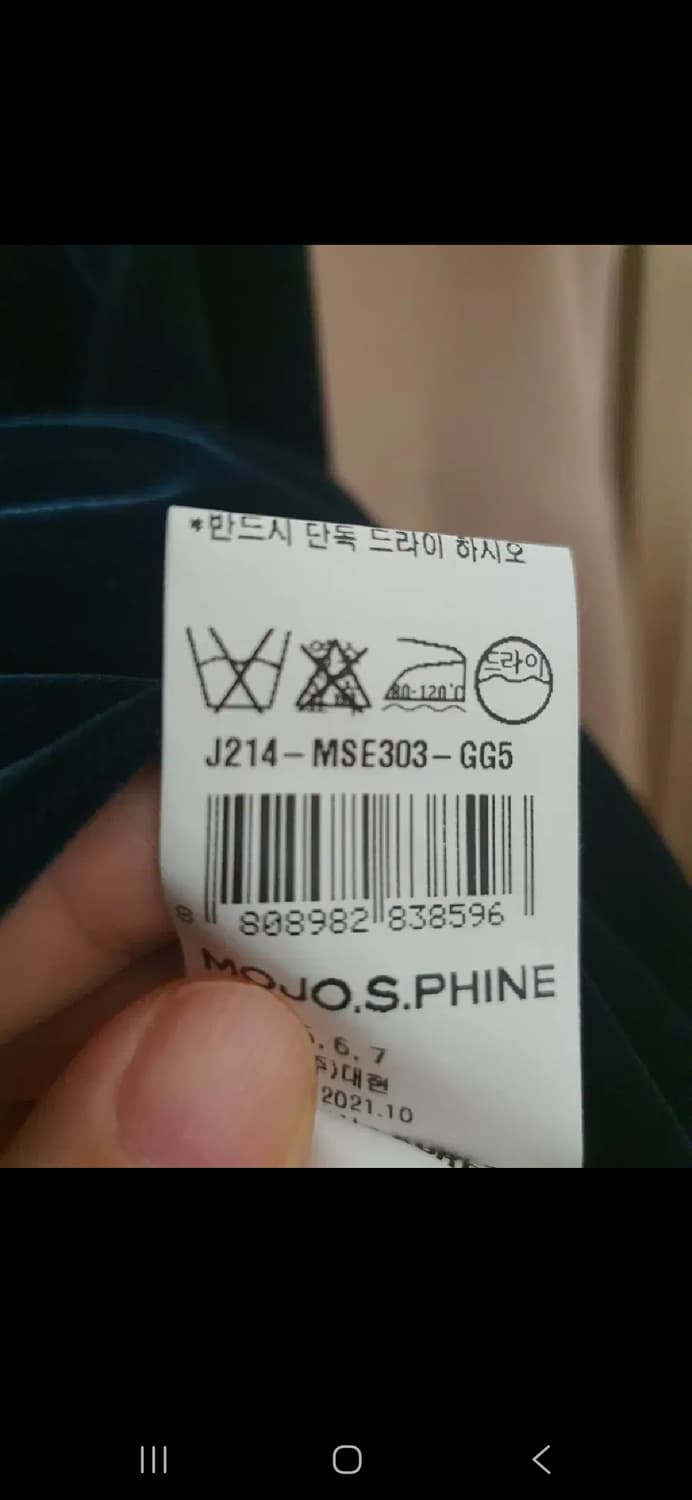 *반드시 단독 드라이 하시오
80-120℃
드라이
J214-MSE303-GG5
8 808982 838596
MOJO.S.PHINE
. 6. 7
)대현
2021.10